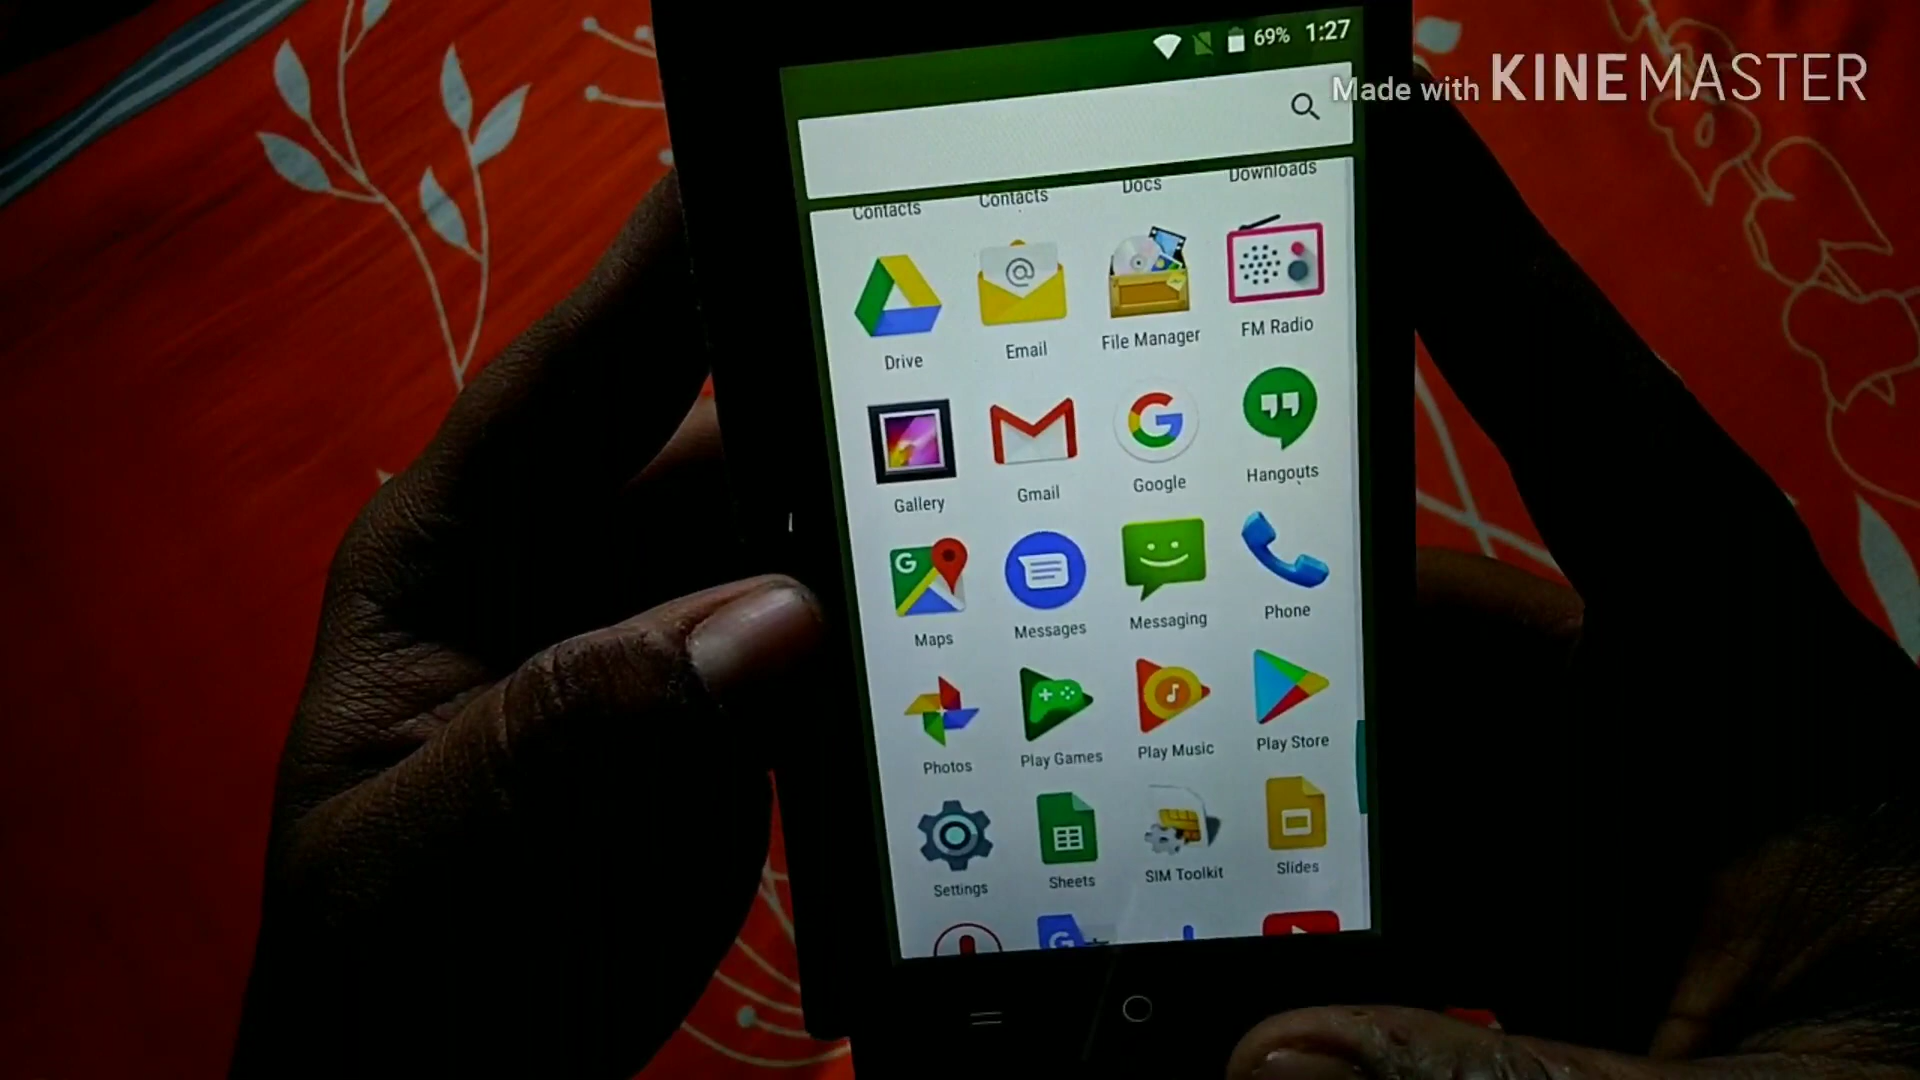 69% 1:27
Made with KINEMASTER
Contacts Contacts Docs Downloads
Drive Email File Manager FM Radio
Gallery Gmail Google Hangouts
Maps Messages Messaging Phone
Photos Play Games Play Music Play Store
Settings Sheets SIM Toolkit Slides